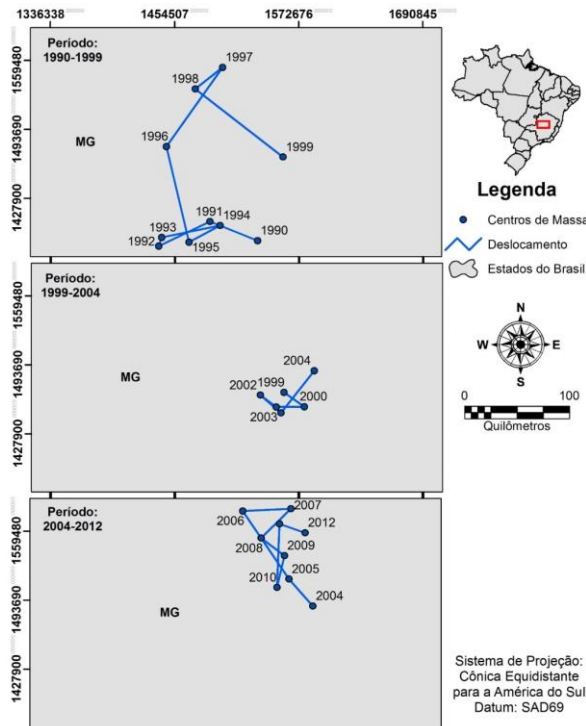 1336338 1454507 1572676 1690845
Período:
1990-1999
1559480
1493690
1427900
MG
1997
1998
1996
1999
1991
1994
1993
1990
1992
1995
Período:
1999-2004
1559480
1493690
1427900
MG
2004
2002
1999
2000
2003
Período:
2004-2012
1559480
1493690
1427900
MG
2007
2006
2012
2008
2009
2005
2010
2004
Legenda
Centros de Massa
Deslocamento
Estados do Brasil
N
W E
S
0 100
Quilômetros
Sistema de Projeção:
Cônica Equidistante
para a América do Sul
Datum: SAD69